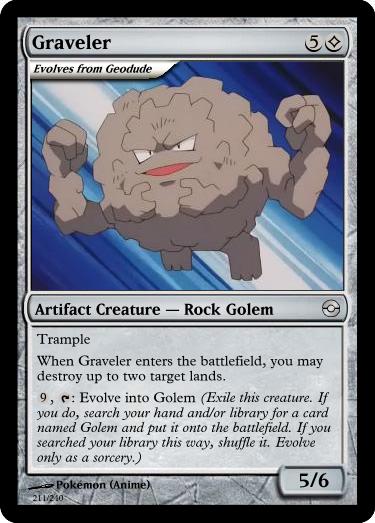 Graveler 5
Evolves from Geodude
Artifact Creature — Rock Golem
Trample
When Graveler enters the battlefield, you may
destroy up to two target lands.
9, : Evolve into Golem (Exile this creature. If
you do, search your hand and/or library for a card
named Golem and put it onto the battlefield. If you
searched your library this way, shuffle it. Evolve
only as a sorcery.)
5/6
Pokémon (Anime)
211/240